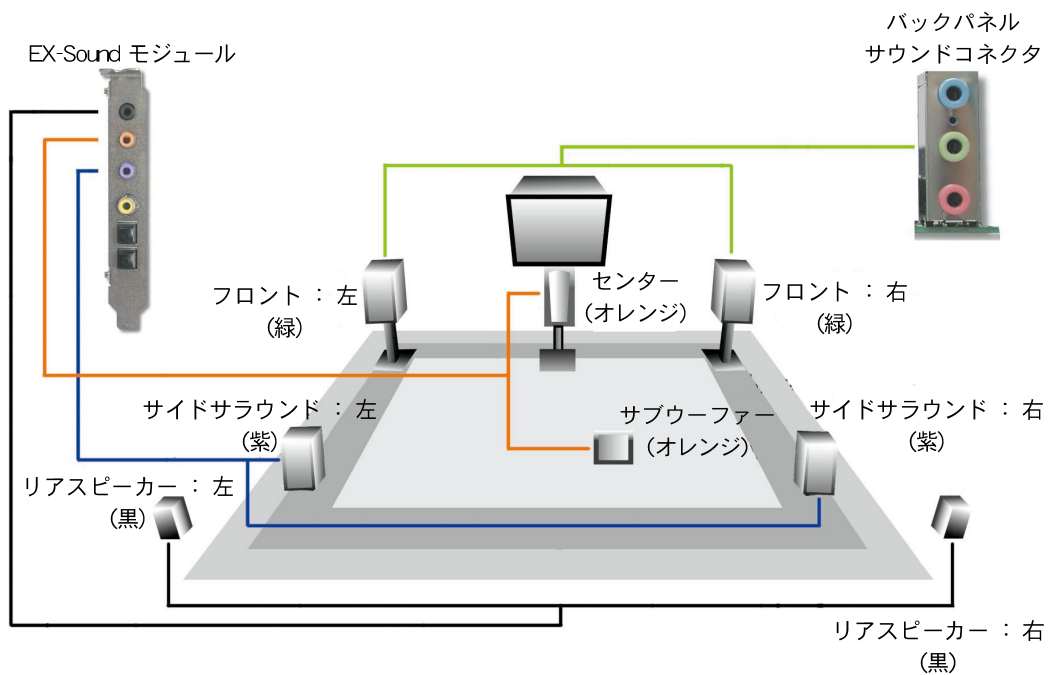 バックパネル
サウンドコネクタ
EX-Sound モジュール
センター
(オレンジ)
フロント : 左
(緑)
フロント : 右
(緑)
サイドサラウンド : 左
(紫)
サブウーファー
(オレンジ)
サイドサラウンド : 右
(紫)
リアスピーカー : 左
(黒)
リアスピーカー : 右
(黒)